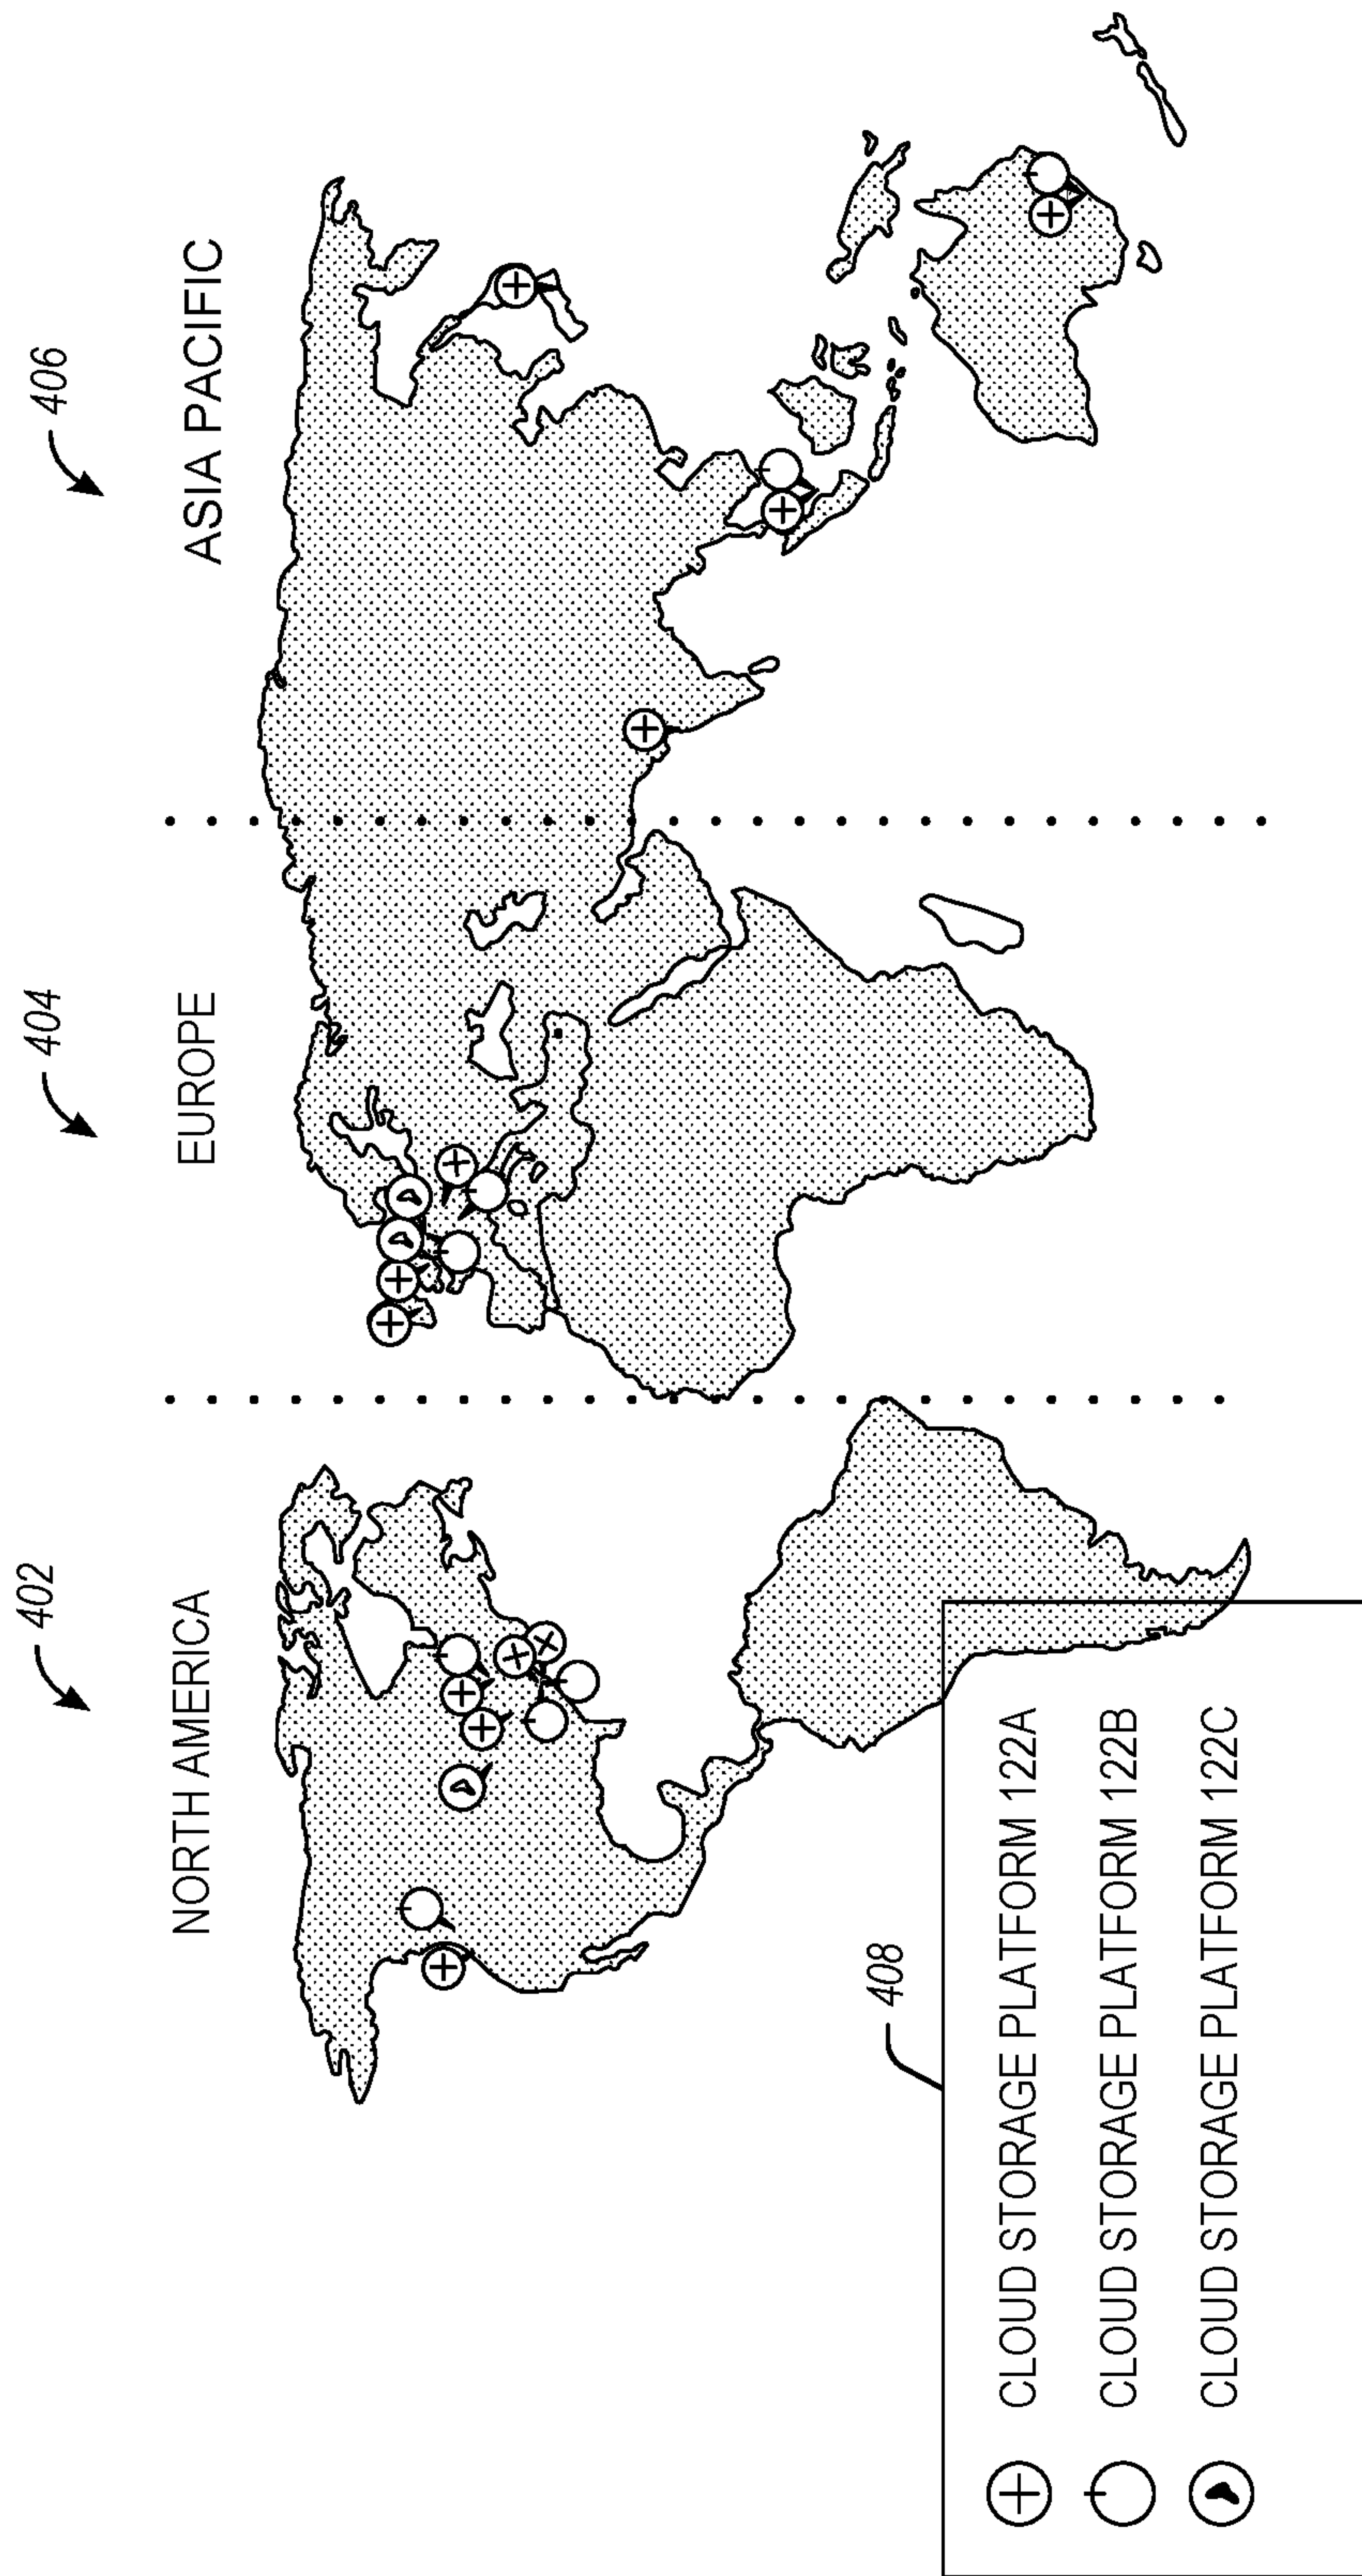 402
404
406
NORTH AMERICA
EUROPE
ASIA PACIFIC
408
CLOUD STORAGE PLATFORM 122A
CLOUD STORAGE PLATFORM 122B
CLOUD STORAGE PLATFORM 122C